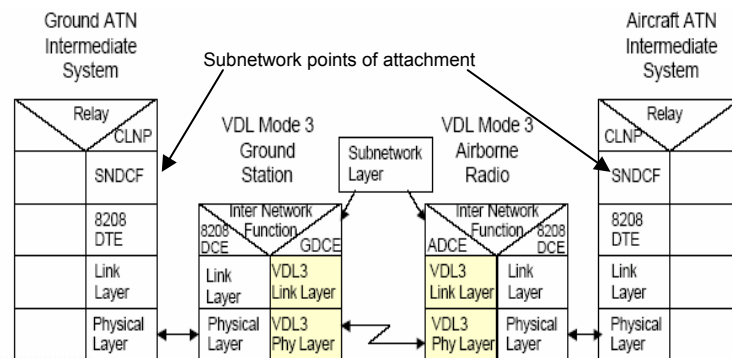 Ground ATN
Intermediate
System
Aircraft ATN
Intermediate
System
Subnetwork points of attachment
Relay
CLNP
SNDCF
8208
DTE
Link
Layer
Physical
Layer
VDL Mode 3
Ground
Station
Subnetwork
Layer
VDL Mode 3
Airborne
Radio
Inter Network
Function
8208
DCE
GDCE
Link
Layer
VDL3
Link Layer
Physical
Layer
VDL3
Phy Layer
Inter Network
Function
ADCE
8208
DCE
VDL3
Link Layer
Link
Layer
VDL3
Phy Layer
Physical
Layer
Relay
CLNP
SNDCF
8208
DTE
Link
Layer
Physical
Layer